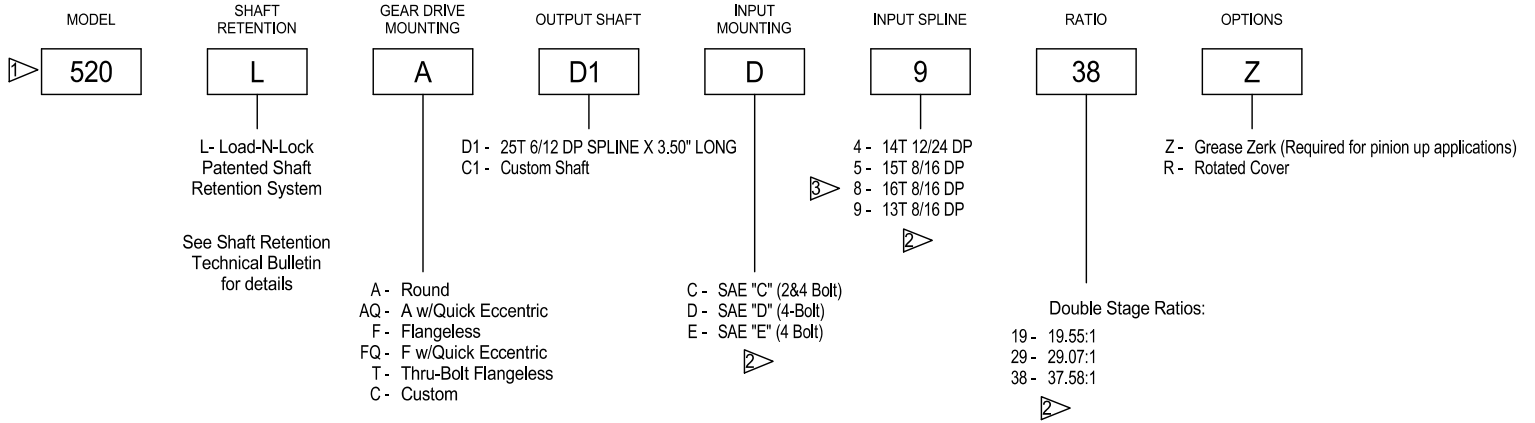 MODEL
SHAFT
RETENTION
GEAR DRIVE
MOUNTING
OUTPUT SHAFT
INPUT
MOUNTING
INPUT SPLINE
RATIO
OPTIONS
1
520
L
A
D1
D
9
38
Z
L- Load-N-Lock
Patented Shaft
Retention System
See Shaft Retention
Technical Bulletin
for details
A - Round
AQ - A w/Quick Eccentric
F - Flangeless
FQ - F w/Quick Eccentric
T - Thru-Bolt Flangeless
C - Custom
D1 - 25T 6/12 DP SPLINE X 3.50" LONG
C1 - Custom Shaft
C - SAE "C" (2&4 Bolt)
D - SAE "D" (4-Bolt)
E - SAE "E" (4 Bolt)
2
4 - 14T 12/24 DP
5 - 15T 8/16 DP
3
8 - 16T 8/16 DP
9 - 13T 8/16 DP
2
Double Stage Ratios:
19 - 19.55:1
29 - 29.07:1
38 - 37.58:1
2
Z - Grease Zerk (Required for pinion up applications)
R - Rotated Cover